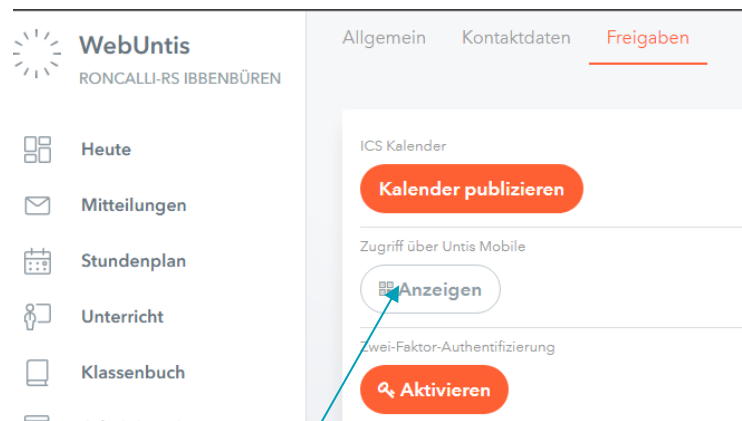 WebUntis
RONCALLI-RS IBBENBÜREN
Heute
Mitteilungen
Stundenplan
Unterricht
Klassenbuch
Allgemein Kontaktdaten Freigaben
ICS Kalender
Kalender publizieren
Zugriff über Untis Mobile
Anzeigen
Zwei-Faktor-Authentifizierung
Aktivieren